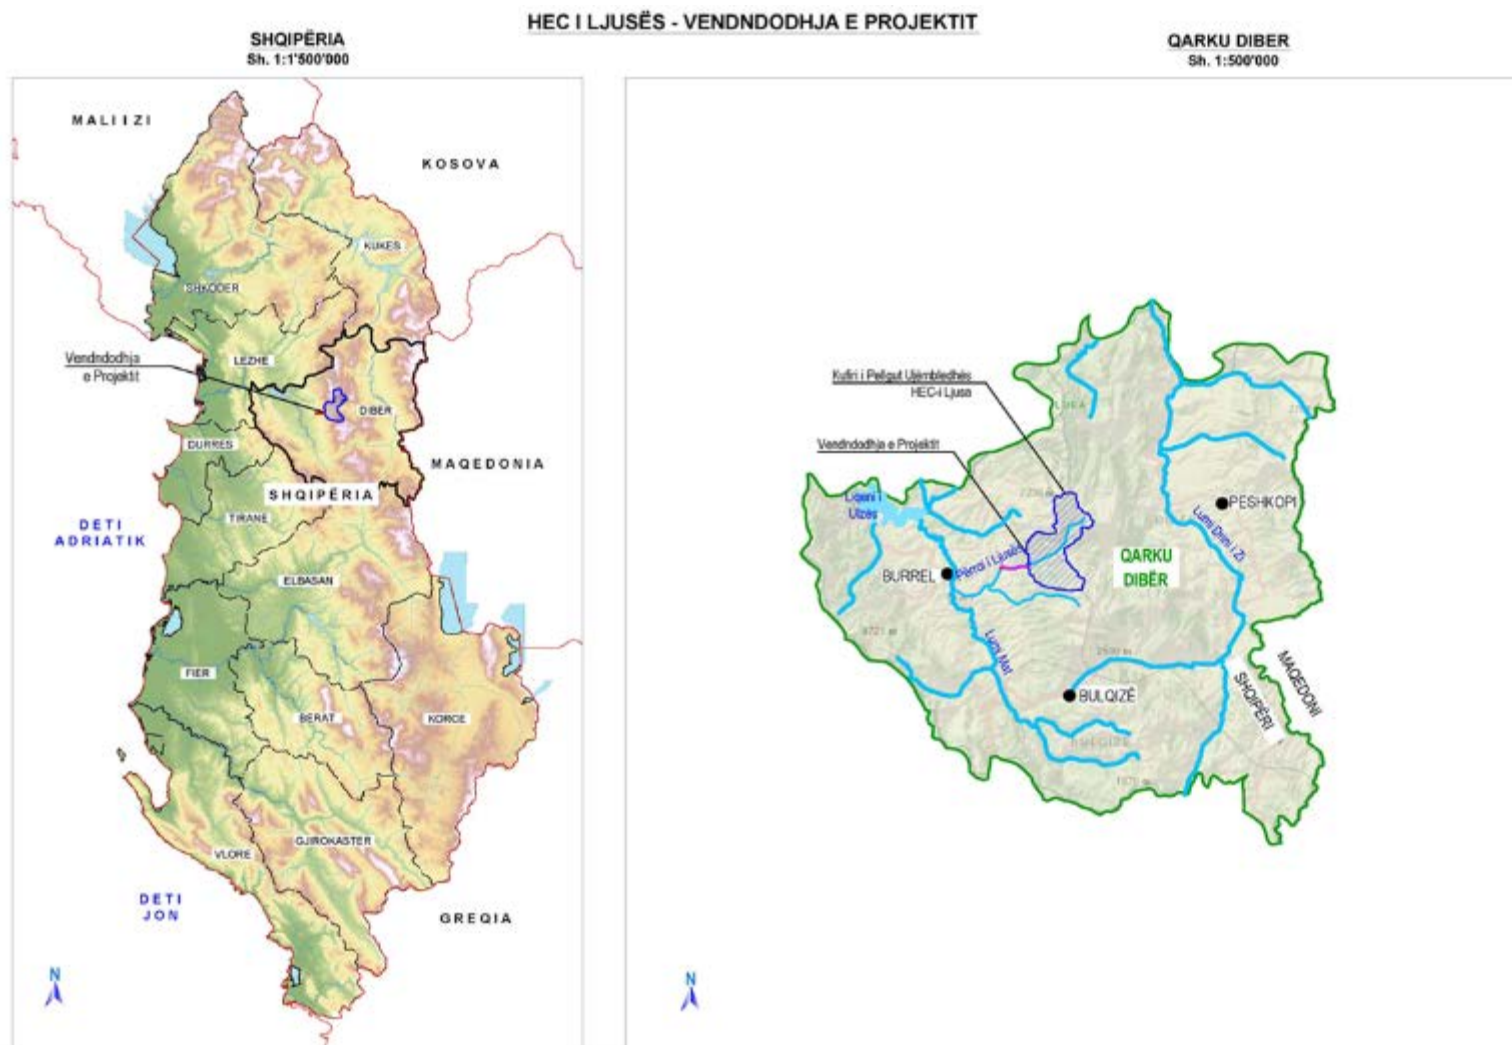 HEC I LJUSËS - VENDNDODHJA E PROJEKTIT
SHQIPËRIA
Sh. 1:1'500'000
MALI I ZI
KOSOVA
KUKES
SHKODER
LEZHE
Vendndodhja
e Projektit
DIBER
DURRES
MAQEDONIA
SHQIPËRIA
TIRANE
DETI
ADRIATIK
ELBASAN
FIER
BERAT
KORCE
GJIROKASTER
VLORE
DETI
JON
GREQIA
N
QARKU DIBER
Sh. 1:500'000
Kufiri i Pellgut Ujëmbledhës
HEC-i Ljusa
Vendndodhja e Projektit
Liqeni i
Ulzës
PESHKOPI
Lumi Drini i Zi
Përroi i Ljusës
BURREL
QARKU
DIBËR
Lumi Mat
BULQIZË
MAQEDONI
SHQIPËRI
BULQIZE
N